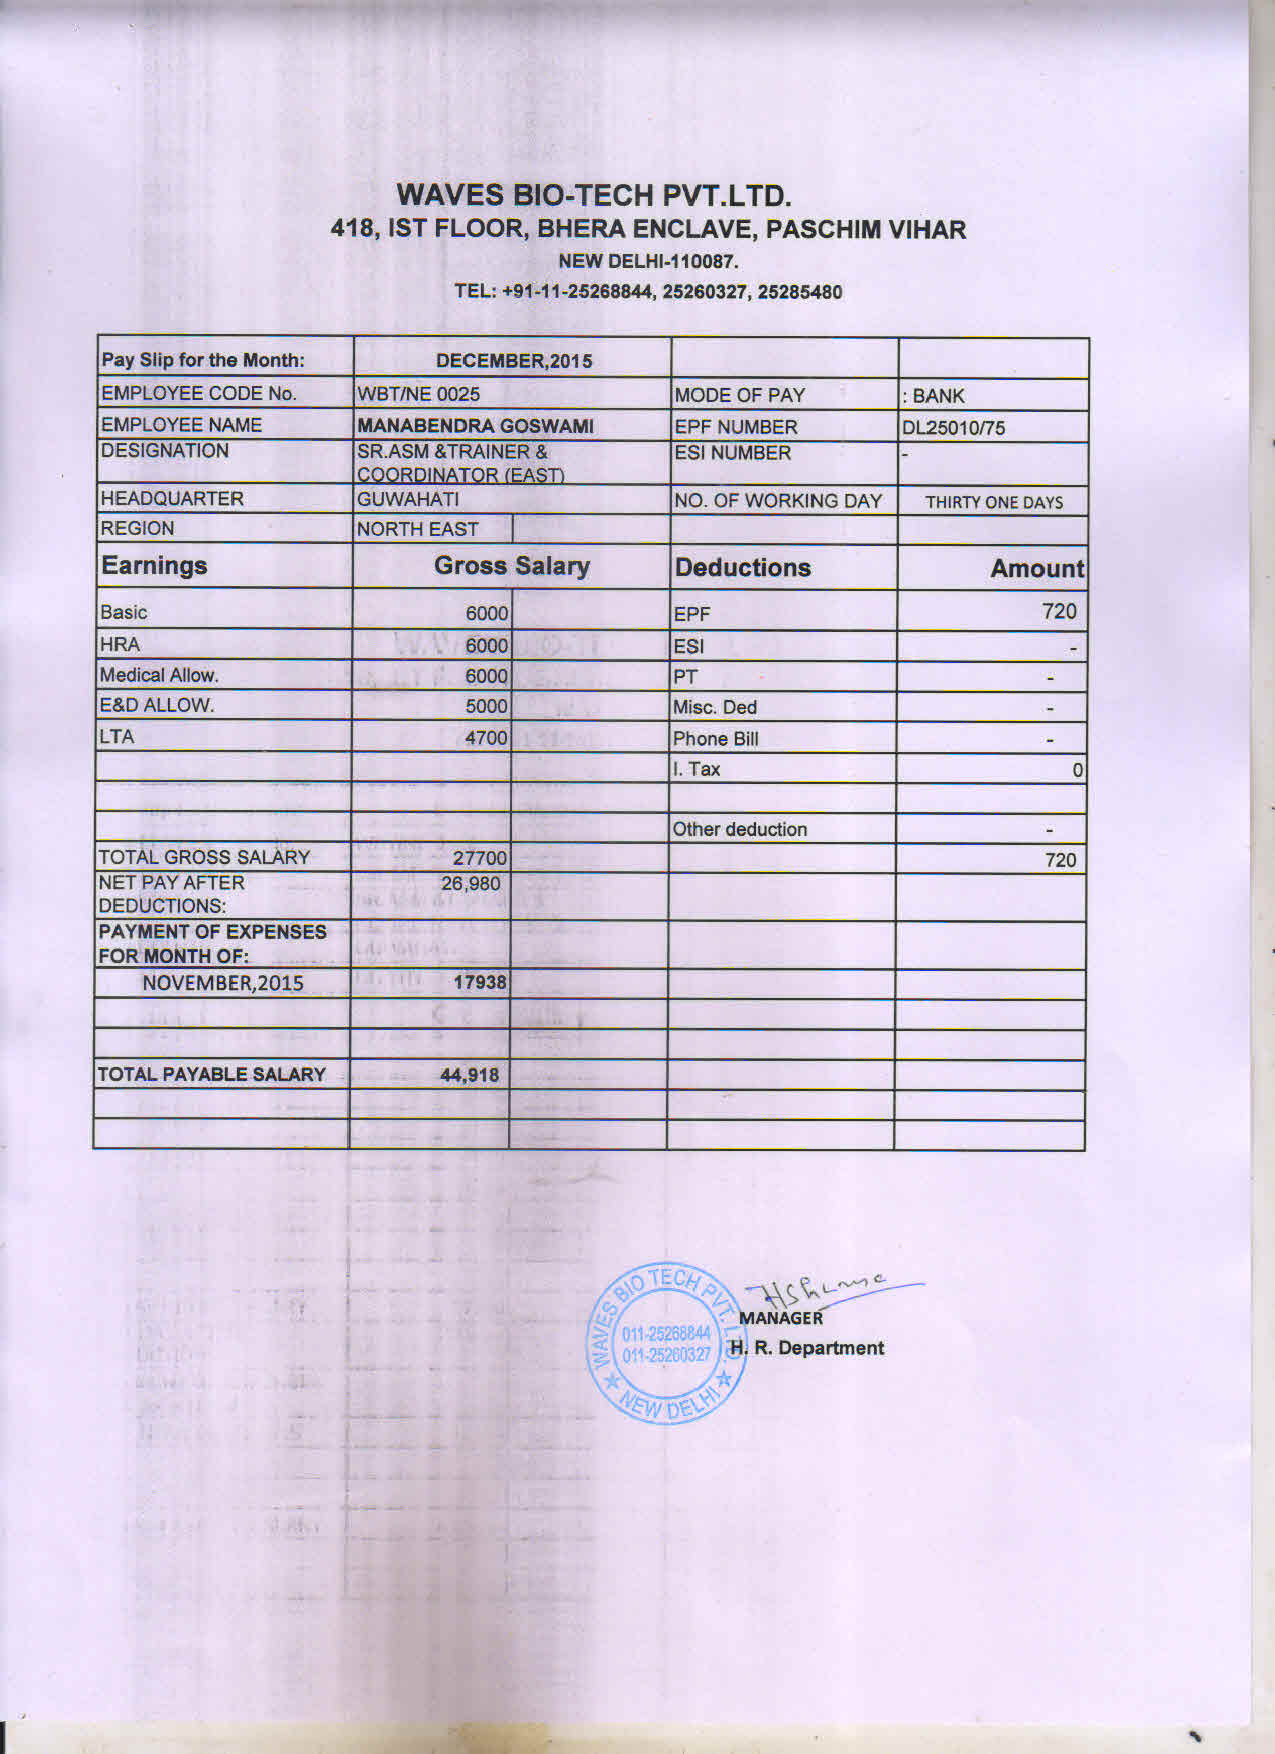 WAVES BIO-TECH PVT.LTD.
418, IST FLOOR, BHERA ENCLAVE, PASCHIM VIHAR
NEW DELHI-110087.
TEL: +91-11-25268844, 25260327, 25285480
Pay Slip for the Month: DECEMBER,2015
EMPLOYEE CODE No. WBT/NE 0025 MODE OF PAY : BANK
EMPLOYEE NAME MANABENDRA GOSWAMI EPF NUMBER DL25010/75
DESIGNATION SR.ASM &TRAINER & ESI NUMBER -
COORDINATOR (EAST)
HEADQUARTER GUWAHATI NO. OF WORKING DAY THIRTY ONE DAYS
REGION NORTH EAST
Earnings Gross Salary Deductions Amount
Basic 6000 EPF 720
HRA 6000 ESI -
Medical Allow. 6000 PT -
E&D ALLOW. 5000 Misc. Ded -
LTA 4700 Phone Bill -
I. Tax 0
Other deduction -
TOTAL GROSS SALARY 27700 720
NET PAY AFTER 26,980
DEDUCTIONS:
PAYMENT OF EXPENSES
FOR MONTH OF:
NOVEMBER,2015 17938
TOTAL PAYABLE SALARY 44,918
WAVES BIO TECH PVT. LTD.
011-25268844
011-25260327
NEW DELHI
MANAGER
H. R. Department